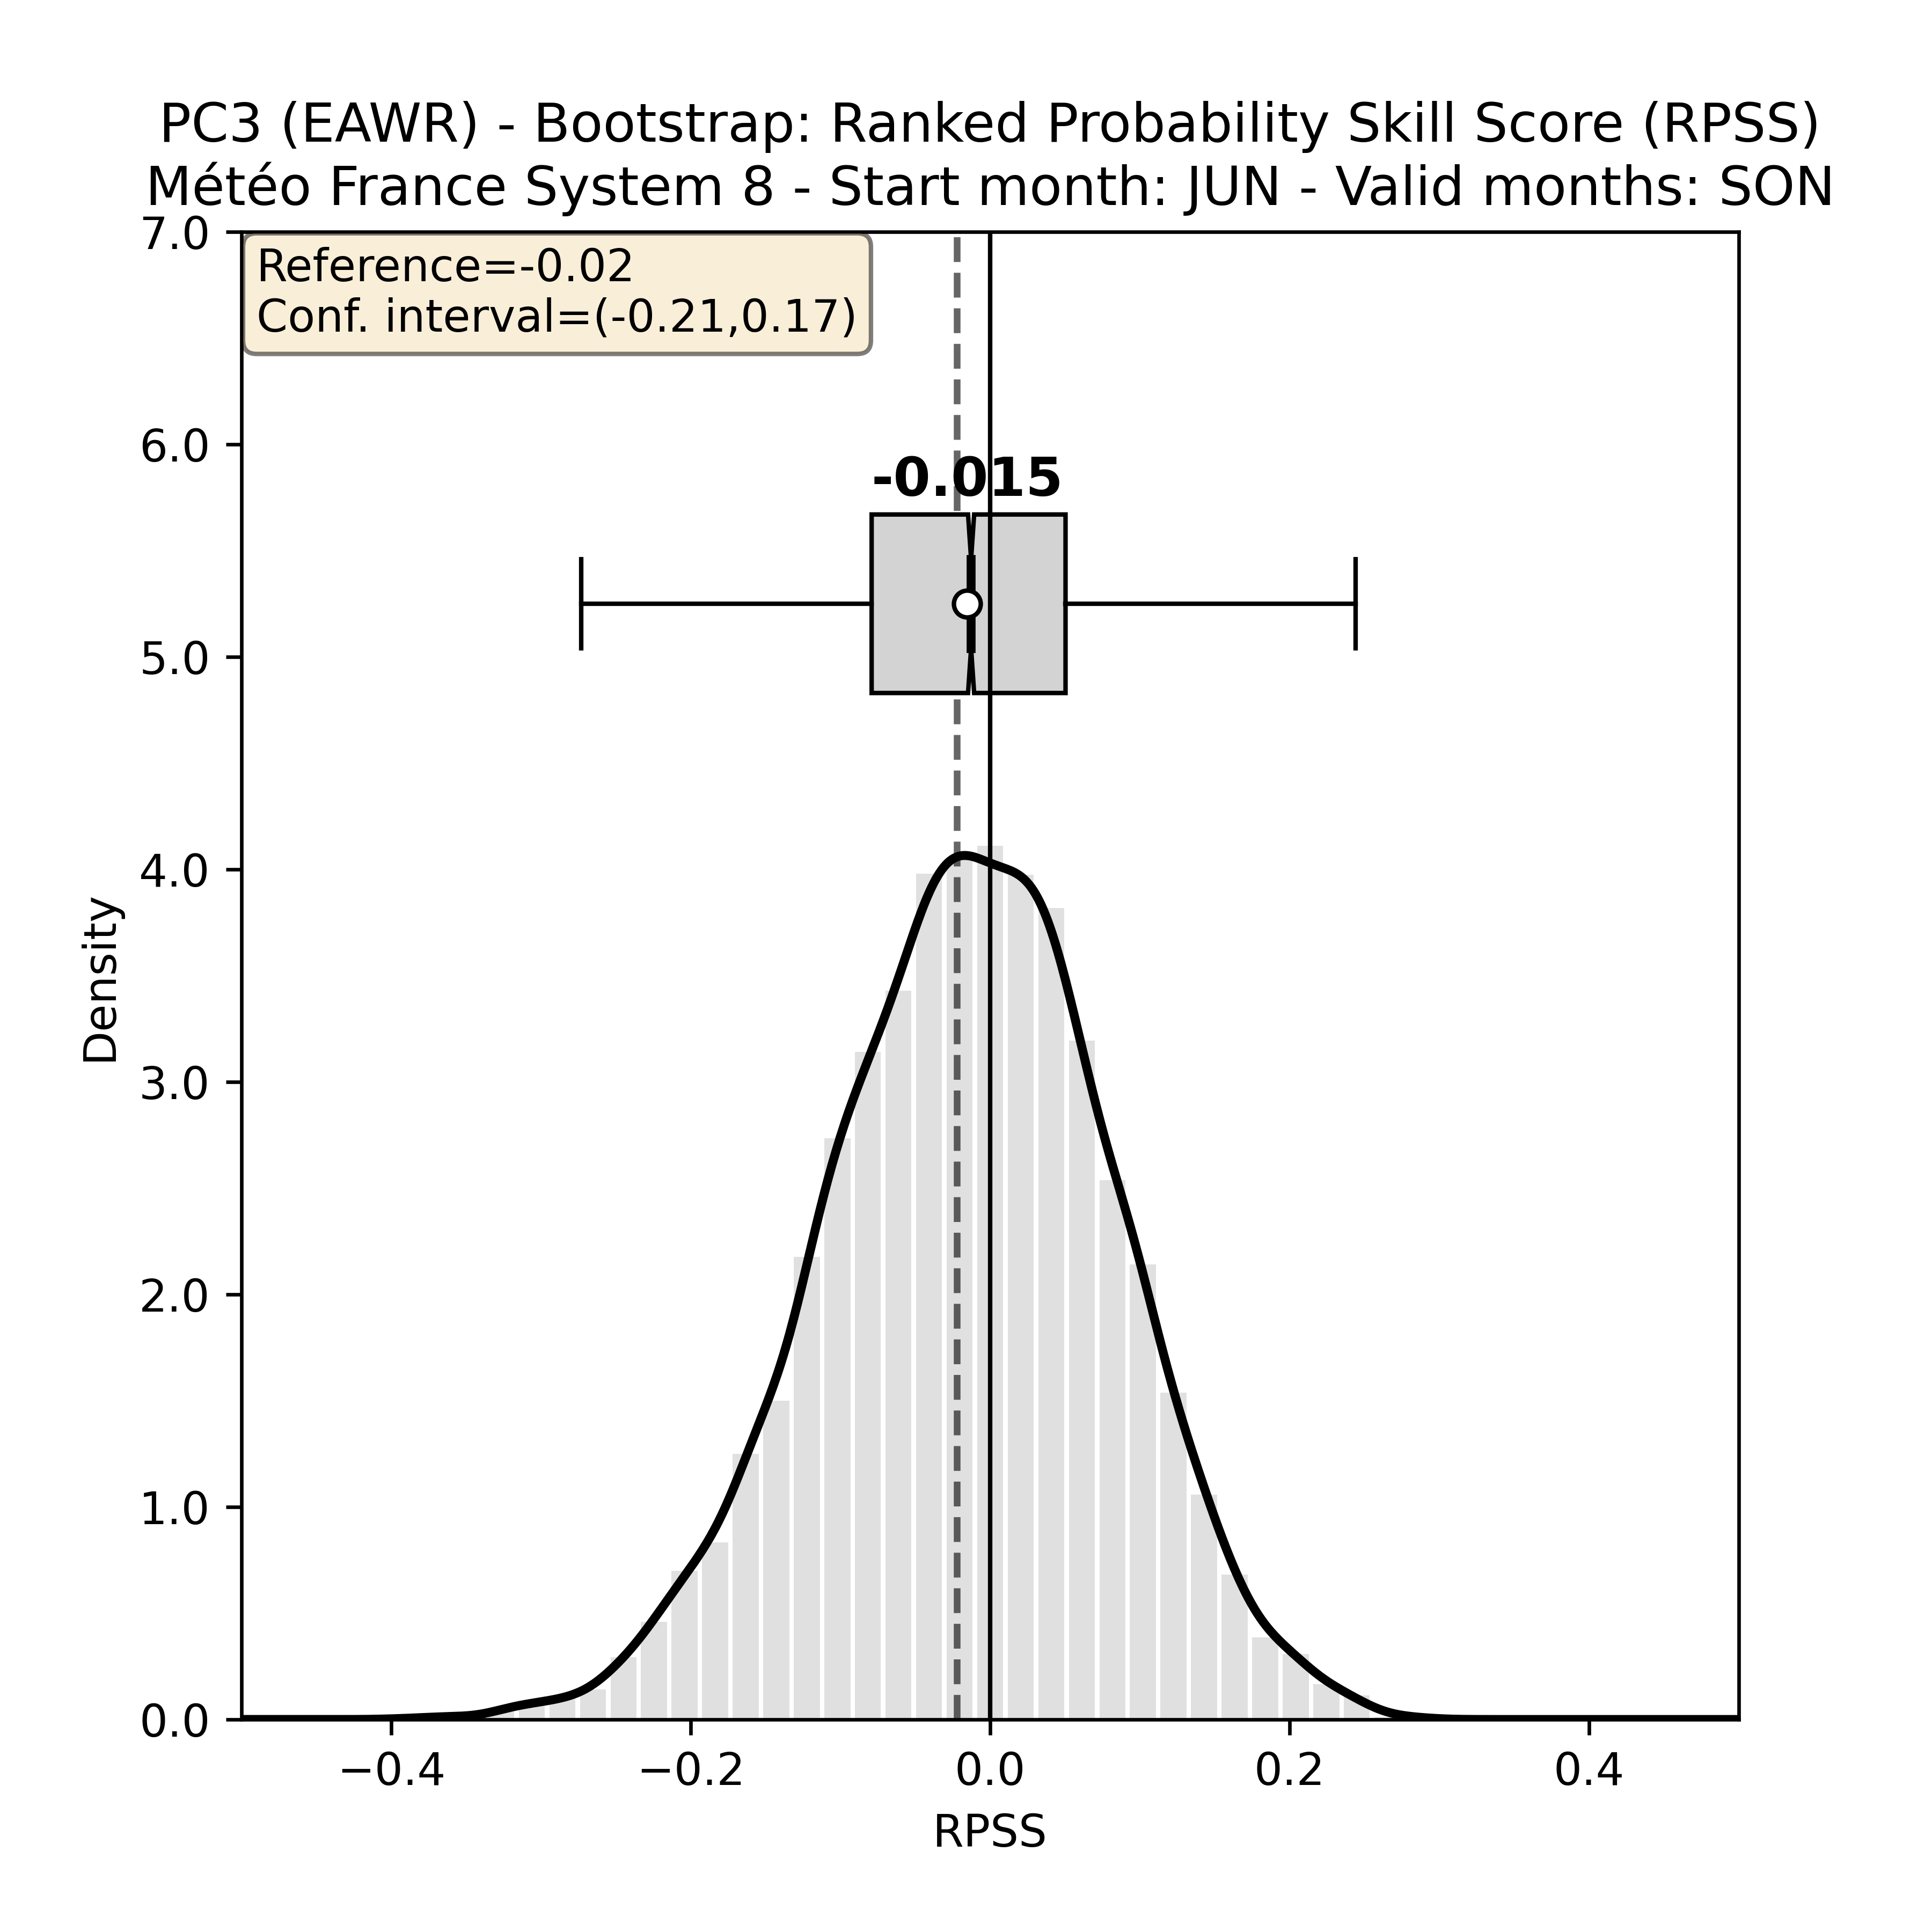 PC3 (EAWR) - Bootstrap: Ranked Probability Skill Score (RPSS)
Météo France System 8 - Start month: JUN - Valid months: SON
Reference=-0.02
Conf. interval=(-0.21,0.17)
-0.015
Density
7.0
6.0
5.0
4.0
3.0
2.0
1.0
0.0
−0.4
−0.2
0.0
0.2
0.4
RPSS